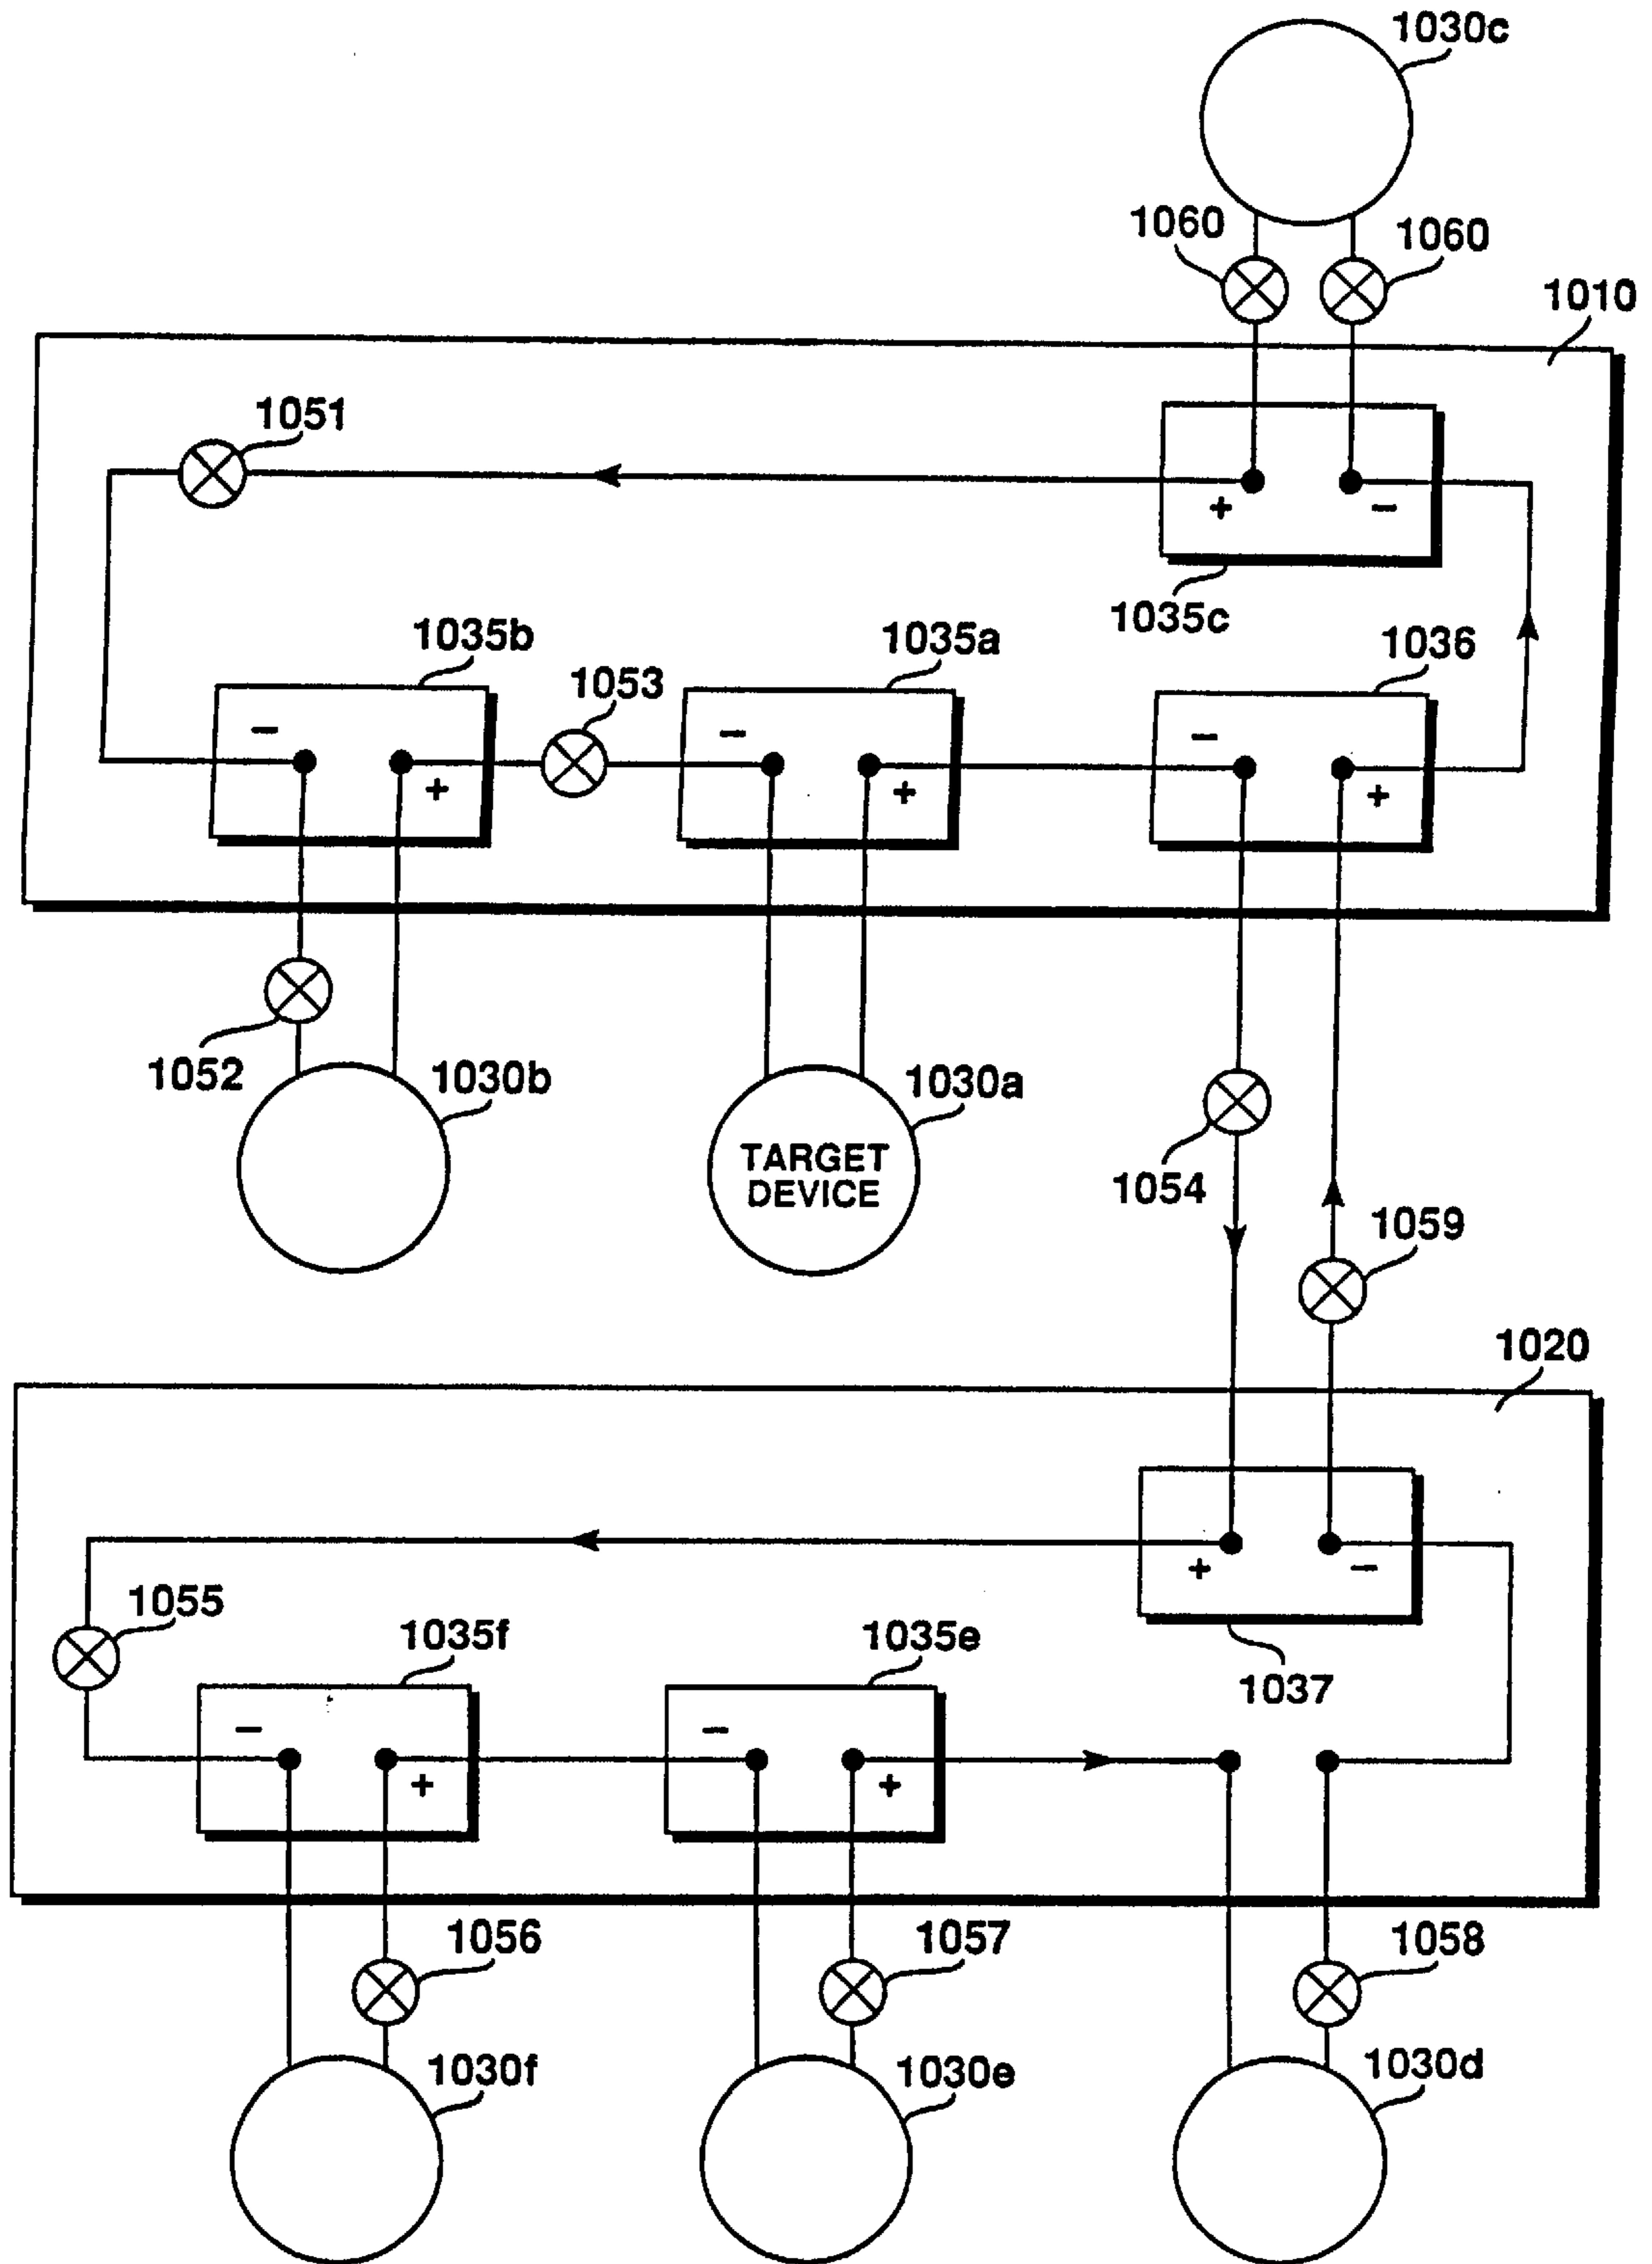 1030c
1060
1060
1010
1051
+
−
1035c
1035b
1053
1035a
1036
−
+
−
+
−
+
1052
1030b
1030a
TARGET
DEVICE
1054
1059
1020
+
−
1037
1055
1035f
1035e
−
+
−
+
1056
1057
1058
1030f
1030e
1030d